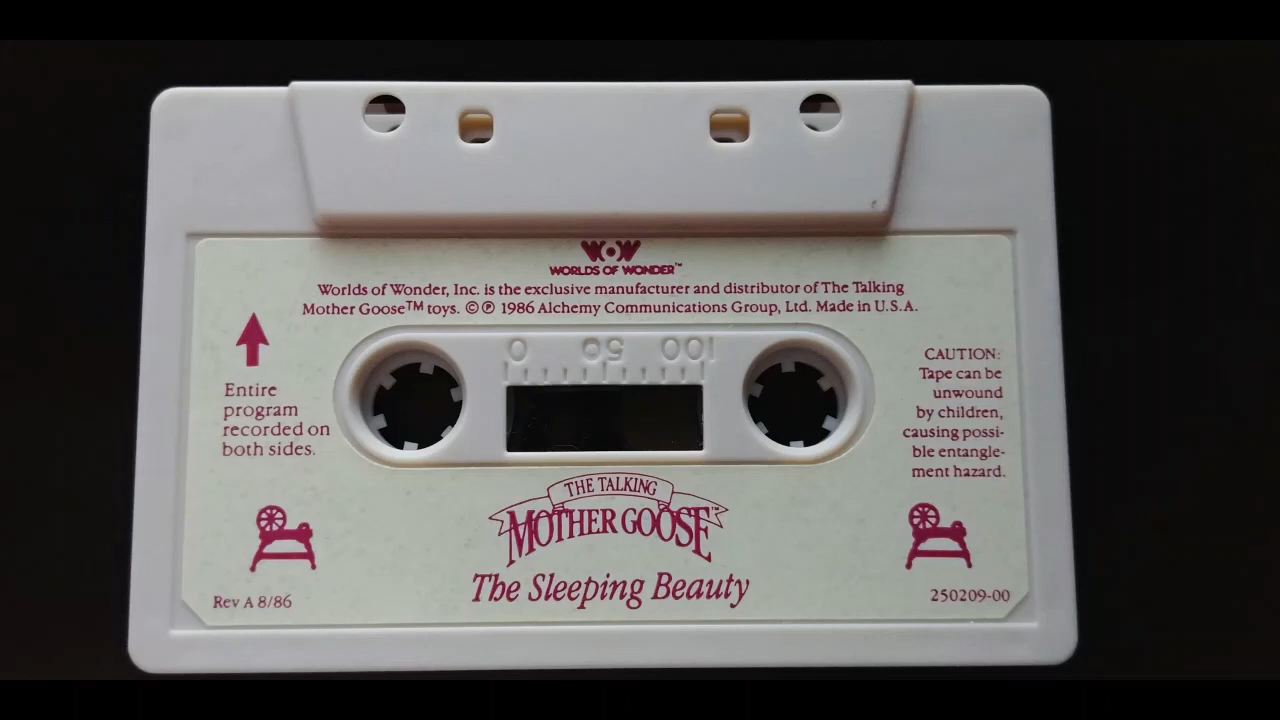 WOW
WORLDS OF WONDER™
Worlds of Wonder, Inc. is the exclusive manufacturer and distributor of The Talking
Mother Goose™ toys. ©℗ 1986 Alchemy Communications Group, Ltd. Made in U.S.A.
0 50 100
Entire
program
recorded on
both sides.
CAUTION:
Tape can be
unwound
by children,
causing possi-
ble entangle-
ment hazard.
THE TALKING
MOTHER GOOSE™
The Sleeping Beauty
Rev A 8/86
250209-00